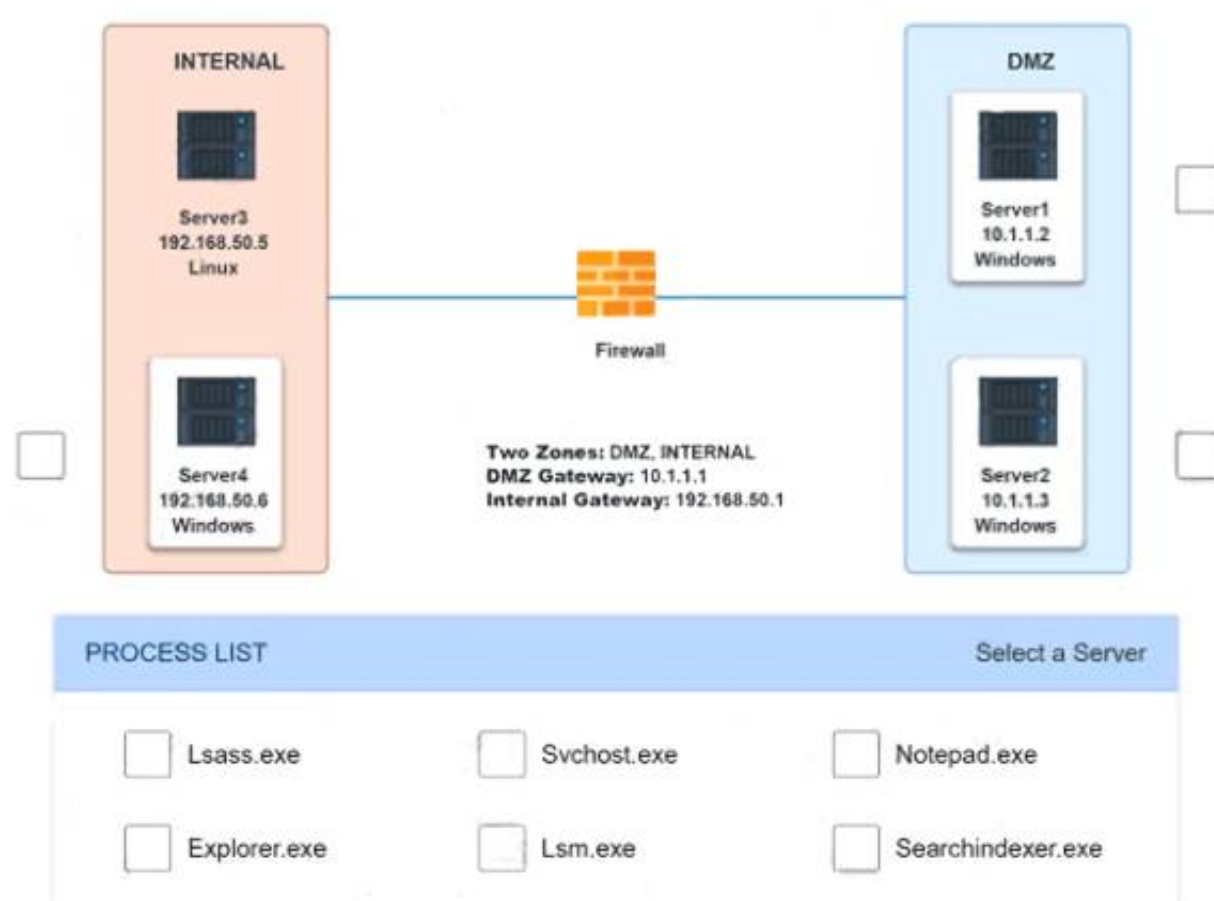 INTERNAL
Server3
192.168.50.5
Linux
Server4
192.168.50.6
Windows
Firewall
Two Zones: DMZ, INTERNAL
DMZ Gateway: 10.1.1.1
Internal Gateway: 192.168.50.1
DMZ
Server1
10.1.1.2
Windows
Server2
10.1.1.3
Windows
PROCESS LIST
Select a Server
Lsass.exe
Svchost.exe
Notepad.exe
Explorer.exe
Lsm.exe
Searchindexer.exe